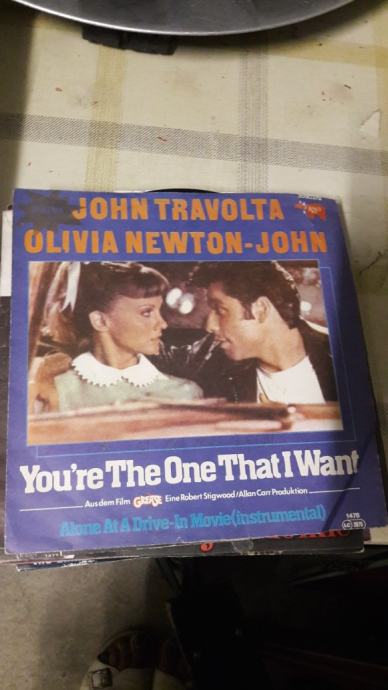 JOHN TRAVOLTA
OLIVIA NEWTON-JOHN
You're The One That I Want
Aus dem Film GREASE Eine Robert Stigwood/Allan Carr Produktion
Alone At A Drive-In Movie (instrumental)
1478